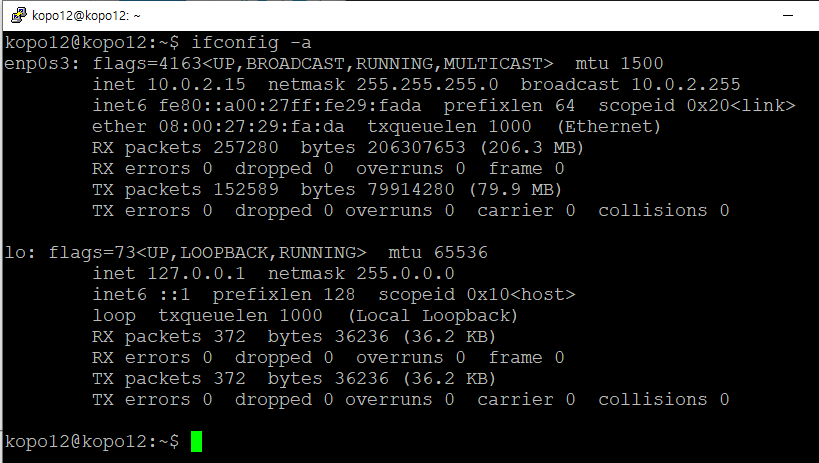 kopo12@kopo12: ~
kopo12@kopo12:~$ ifconfig -a
enp0s3: flags=4163<UP,BROADCAST,RUNNING,MULTICAST>  mtu 1500
        inet 10.0.2.15  netmask 255.255.255.0  broadcast 10.0.2.255
        inet6 fe80::a00:27ff:fe29:fada  prefixlen 64  scopeid 0x20<link>
        ether 08:00:27:29:fa:da  txqueuelen 1000  (Ethernet)
        RX packets 257280  bytes 206307653 (206.3 MB)
        RX errors 0  dropped 0  overruns 0  frame 0
        TX packets 152589  bytes 79914280 (79.9 MB)
        TX errors 0  dropped 0 overruns 0  carrier 0  collisions 0

lo: flags=73<UP,LOOPBACK,RUNNING>  mtu 65536
        inet 127.0.0.1  netmask 255.0.0.0
        inet6 ::1  prefixlen 128  scopeid 0x10<host>
        loop  txqueuelen 1000  (Local Loopback)
        RX packets 372  bytes 36236 (36.2 KB)
        RX errors 0  dropped 0  overruns 0  frame 0
        TX packets 372  bytes 36236 (36.2 KB)
        TX errors 0  dropped 0 overruns 0  carrier 0  collisions 0

kopo12@kopo12:~$